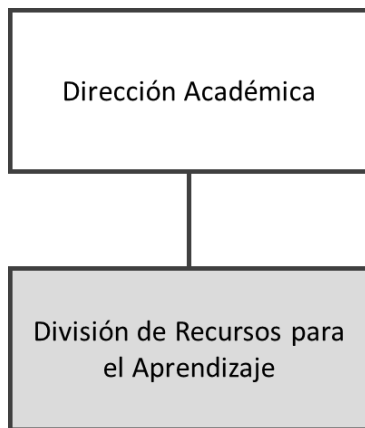 Dirección Académica
División de Recursos para
el Aprendizaje